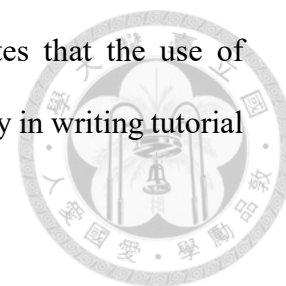 tes that the use of
y in writing tutorial